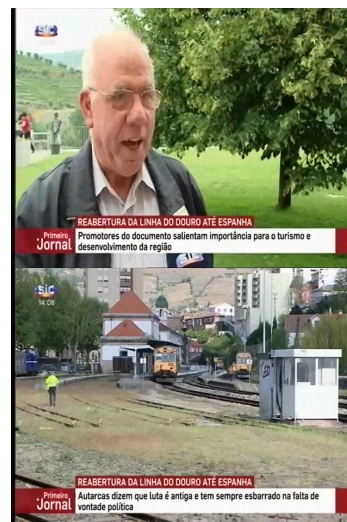 SIC
REABERTURA DA LINHA DO DOURO ATÉ ESPANHA
Primeiro
Jornal
Promotores do documento salientam importância para o turismo e
desenvolvimento da região
SIC
14:08
REABERTURA DA LINHA DO DOURO ATÉ ESPANHA
Primeiro
Jornal
Autarcas dizem que luta é antiga e tem sempre esbarrado na falta de
vontade política